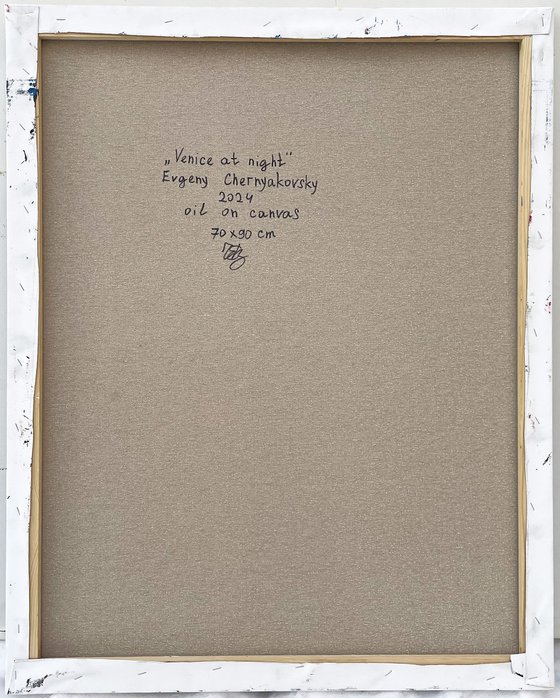 „Venice at night“
Evgeny Chernyakovsky
2024
oil on canvas
70x90 cm